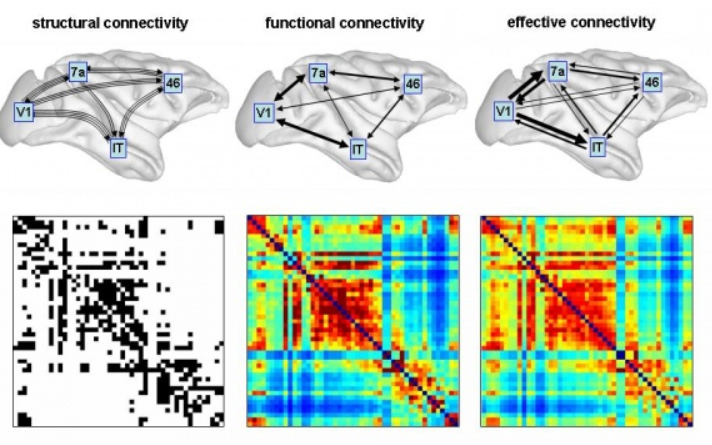 structural connectivity
functional connectivity
effective connectivity
7a
46
V1
IT
7a
46
V1
IT
7a
46
V1
IT